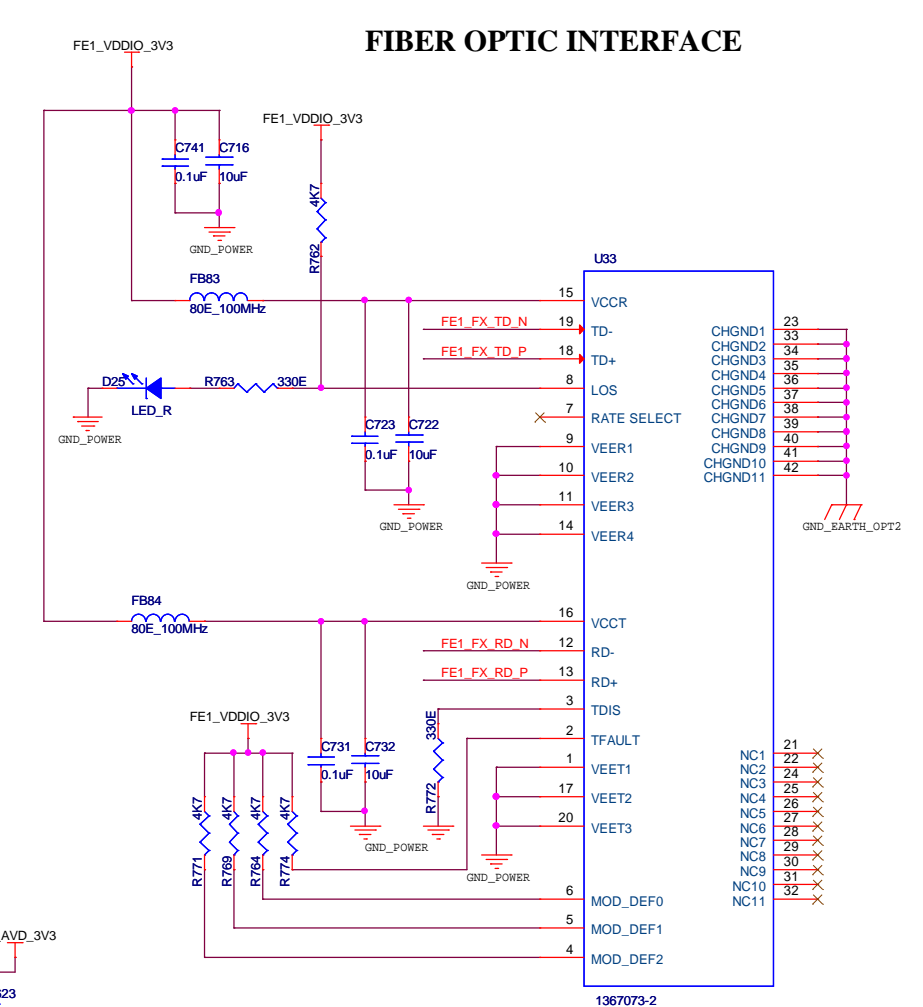 FIBER OPTIC INTERFACE
FE1_VDDIO_3V3
FE1_VDDIO_3V3
C741
C716
0.1uF
10uF
GND_POWER
4K7
R762
U33
FB83
80E_100MHz
15
VCCR
FE1_FX_TD_N
19
TD-
FE1_FX_TD_P
18
TD+
D25
R763
330E
8
LOS
LED_R
GND_POWER
7
RATE SELECT
C723
C722
0.1uF
10uF
GND_POWER
9
VEER1
10
VEER2
11
VEER3
14
VEER4
GND_POWER
CHGND1
23
CHGND2
33
CHGND3
34
CHGND4
35
CHGND5
36
CHGND6
37
CHGND7
38
CHGND8
39
CHGND9
40
CHGND10
41
CHGND11
42
GND_EARTH_OPT2
FB84
80E_100MHz
16
VCCT
FE1_FX_RD_N
12
RD-
FE1_FX_RD_P
13
RD+
3
TDIS
330E
R772
2
TFAULT
FE1_VDDIO_3V3
C731
C732
0.1uF
10uF
GND_POWER
1
VEET1
17
VEET2
20
VEET3
GND_POWER
4K7
4K7
4K7
4K7
R771
R769
R764
R774
6
MOD_DEF0
5
MOD_DEF1
4
MOD_DEF2
NC1
21
NC2
22
NC3
24
NC4
25
NC5
26
NC6
27
NC7
28
NC8
29
NC9
30
NC10
31
NC11
32
_AVD_3V3
623
1367073-2